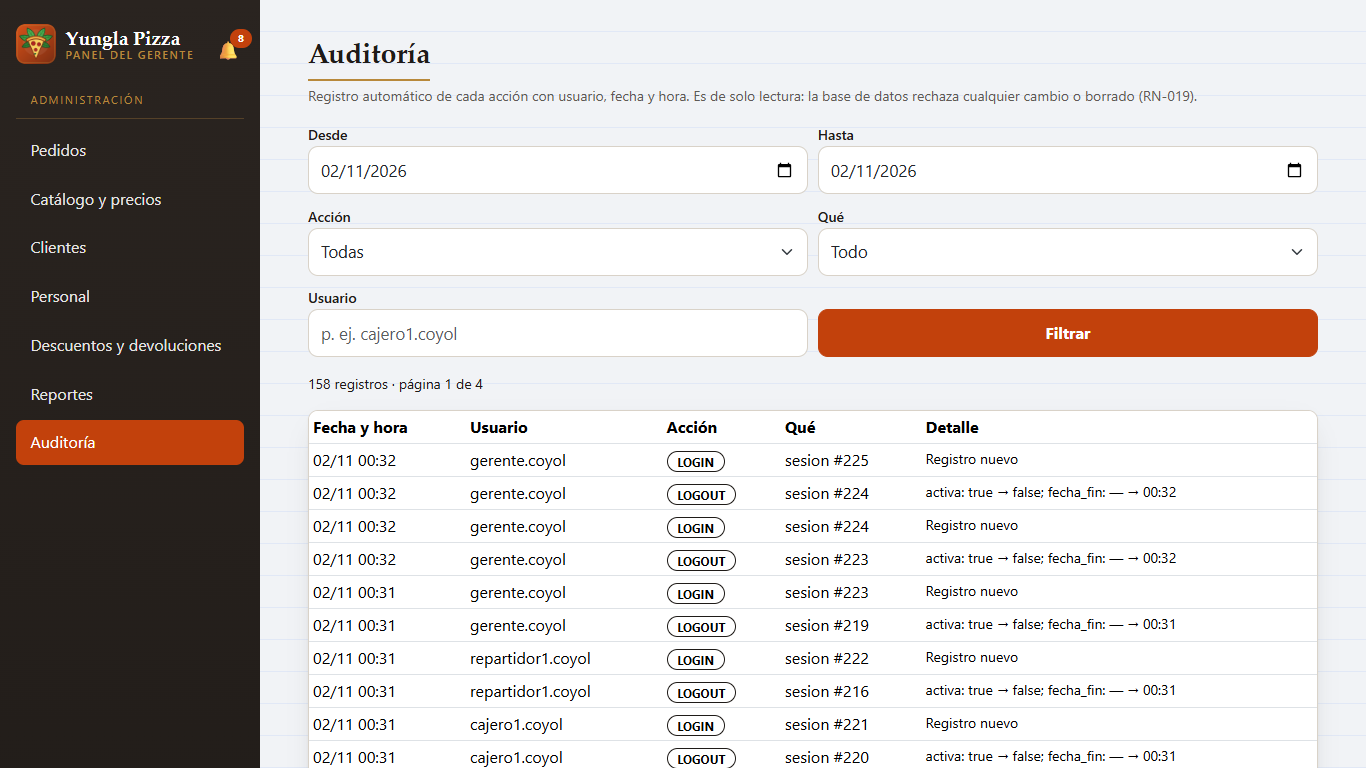 Yungla Pizza
PANEL DEL GERENTE
8
ADMINISTRACIÓN
Pedidos
Catálogo y precios
Clientes
Personal
Descuentos y devoluciones
Reportes
Auditoría
Auditoría
Registro automático de cada acción con usuario, fecha y hora. Es de solo lectura: la base de datos rechaza cualquier cambio o borrado (RN-019).
Desde
Hasta
02/11/2026
02/11/2026
Acción
Qué
Todas
Todo
Usuario
p. ej. cajero1.coyol
Filtrar
158 registros · página 1 de 4
Fecha y hora Usuario Acción Qué Detalle
02/11 00:32 gerente.coyol LOGIN sesion #225 Registro nuevo
02/11 00:32 gerente.coyol LOGOUT sesion #224 activa: true → false; fecha_fin: — → 00:32
02/11 00:32 gerente.coyol LOGIN sesion #224 Registro nuevo
02/11 00:32 gerente.coyol LOGOUT sesion #223 activa: true → false; fecha_fin: — → 00:32
02/11 00:31 gerente.coyol LOGIN sesion #223 Registro nuevo
02/11 00:31 gerente.coyol LOGOUT sesion #219 activa: true → false; fecha_fin: — → 00:31
02/11 00:31 repartidor1.coyol LOGIN sesion #222 Registro nuevo
02/11 00:31 repartidor1.coyol LOGOUT sesion #216 activa: true → false; fecha_fin: — → 00:31
02/11 00:31 cajero1.coyol LOGIN sesion #221 Registro nuevo
02/11 00:31 cajero1.coyol LOGOUT sesion #220 activa: true → false; fecha_fin: — → 00:31